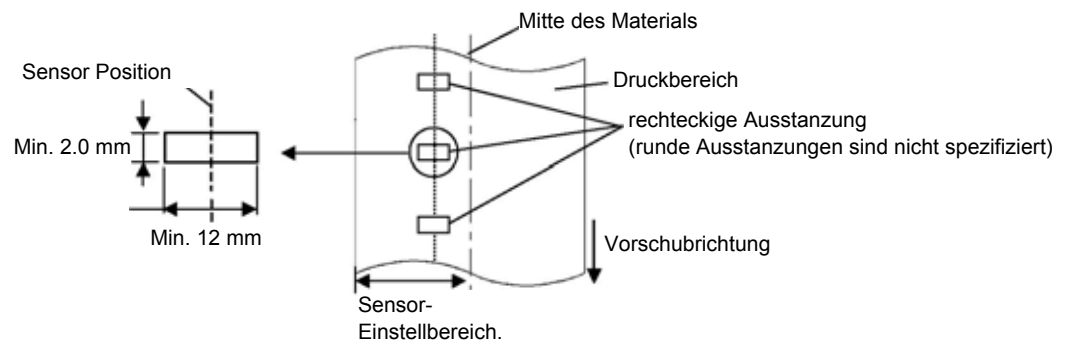 Mitte des Materials
Sensor Position
Druckbereich
rechteckige Ausstanzung
(runde Ausstanzungen sind nicht spezifiziert)
Min. 2.0 mm
Min. 12 mm
Vorschubrichtung
Sensor-
Einstellbereich.